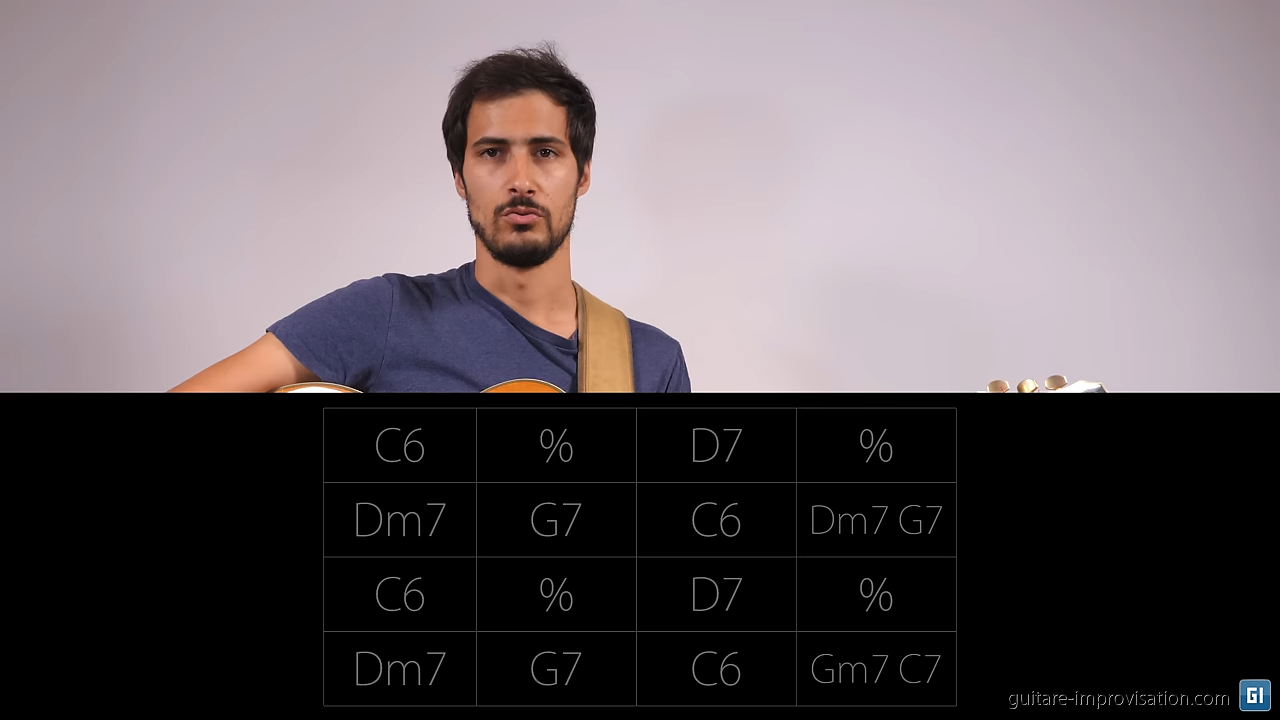 C6 % D7 %
Dm7 G7 C6 Dm7 G7
C6 % D7 %
Dm7 G7 C6 Gm7 C7
guitare-improvisation.com GI